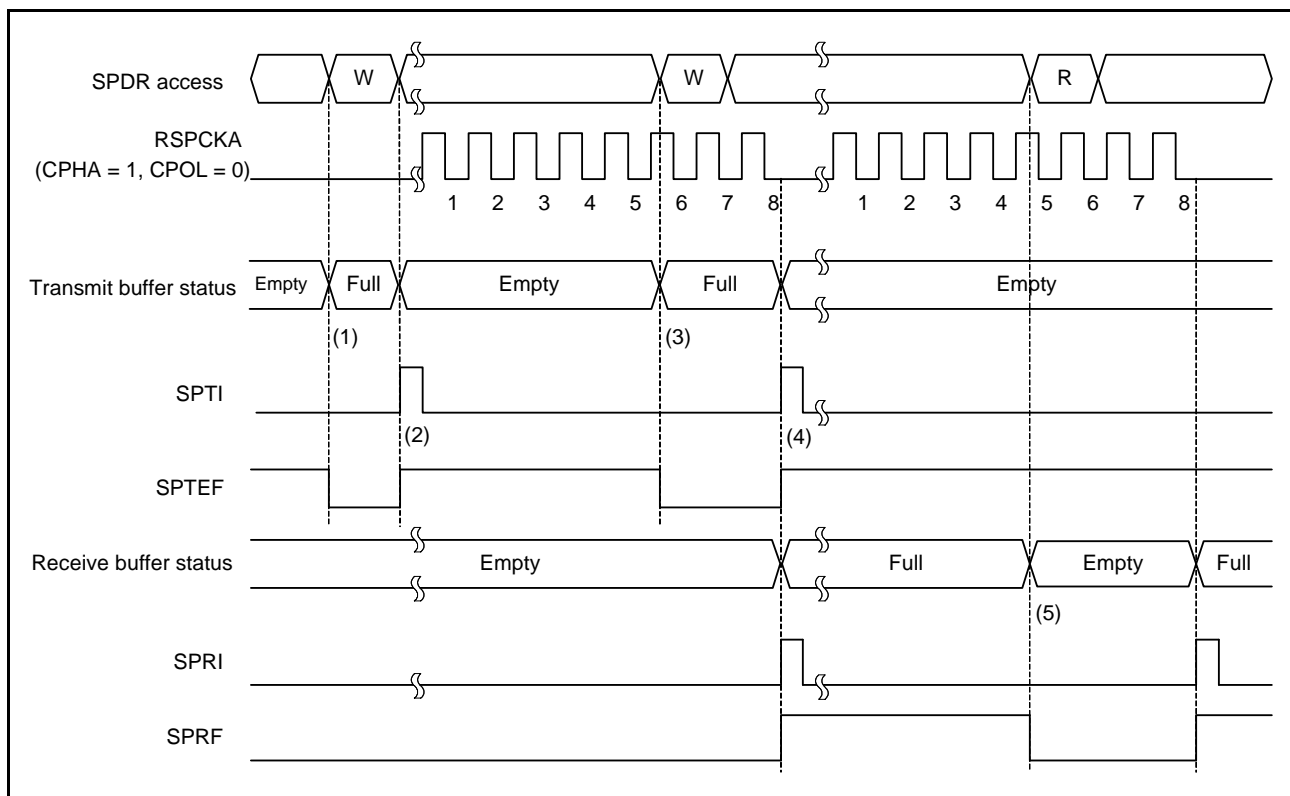 SPDR access W W R
RSPCKA
(CPHA = 1, CPOL = 0)
1 2 3 4 5 6 7 8 1 2 3 4 5 6 7 8
Transmit buffer status Empty Full Empty Full Empty
(1) (3)
SPTI
(2) (4)
SPTEF
Receive buffer status Empty Full Empty Full
(5)
SPRI
SPRF